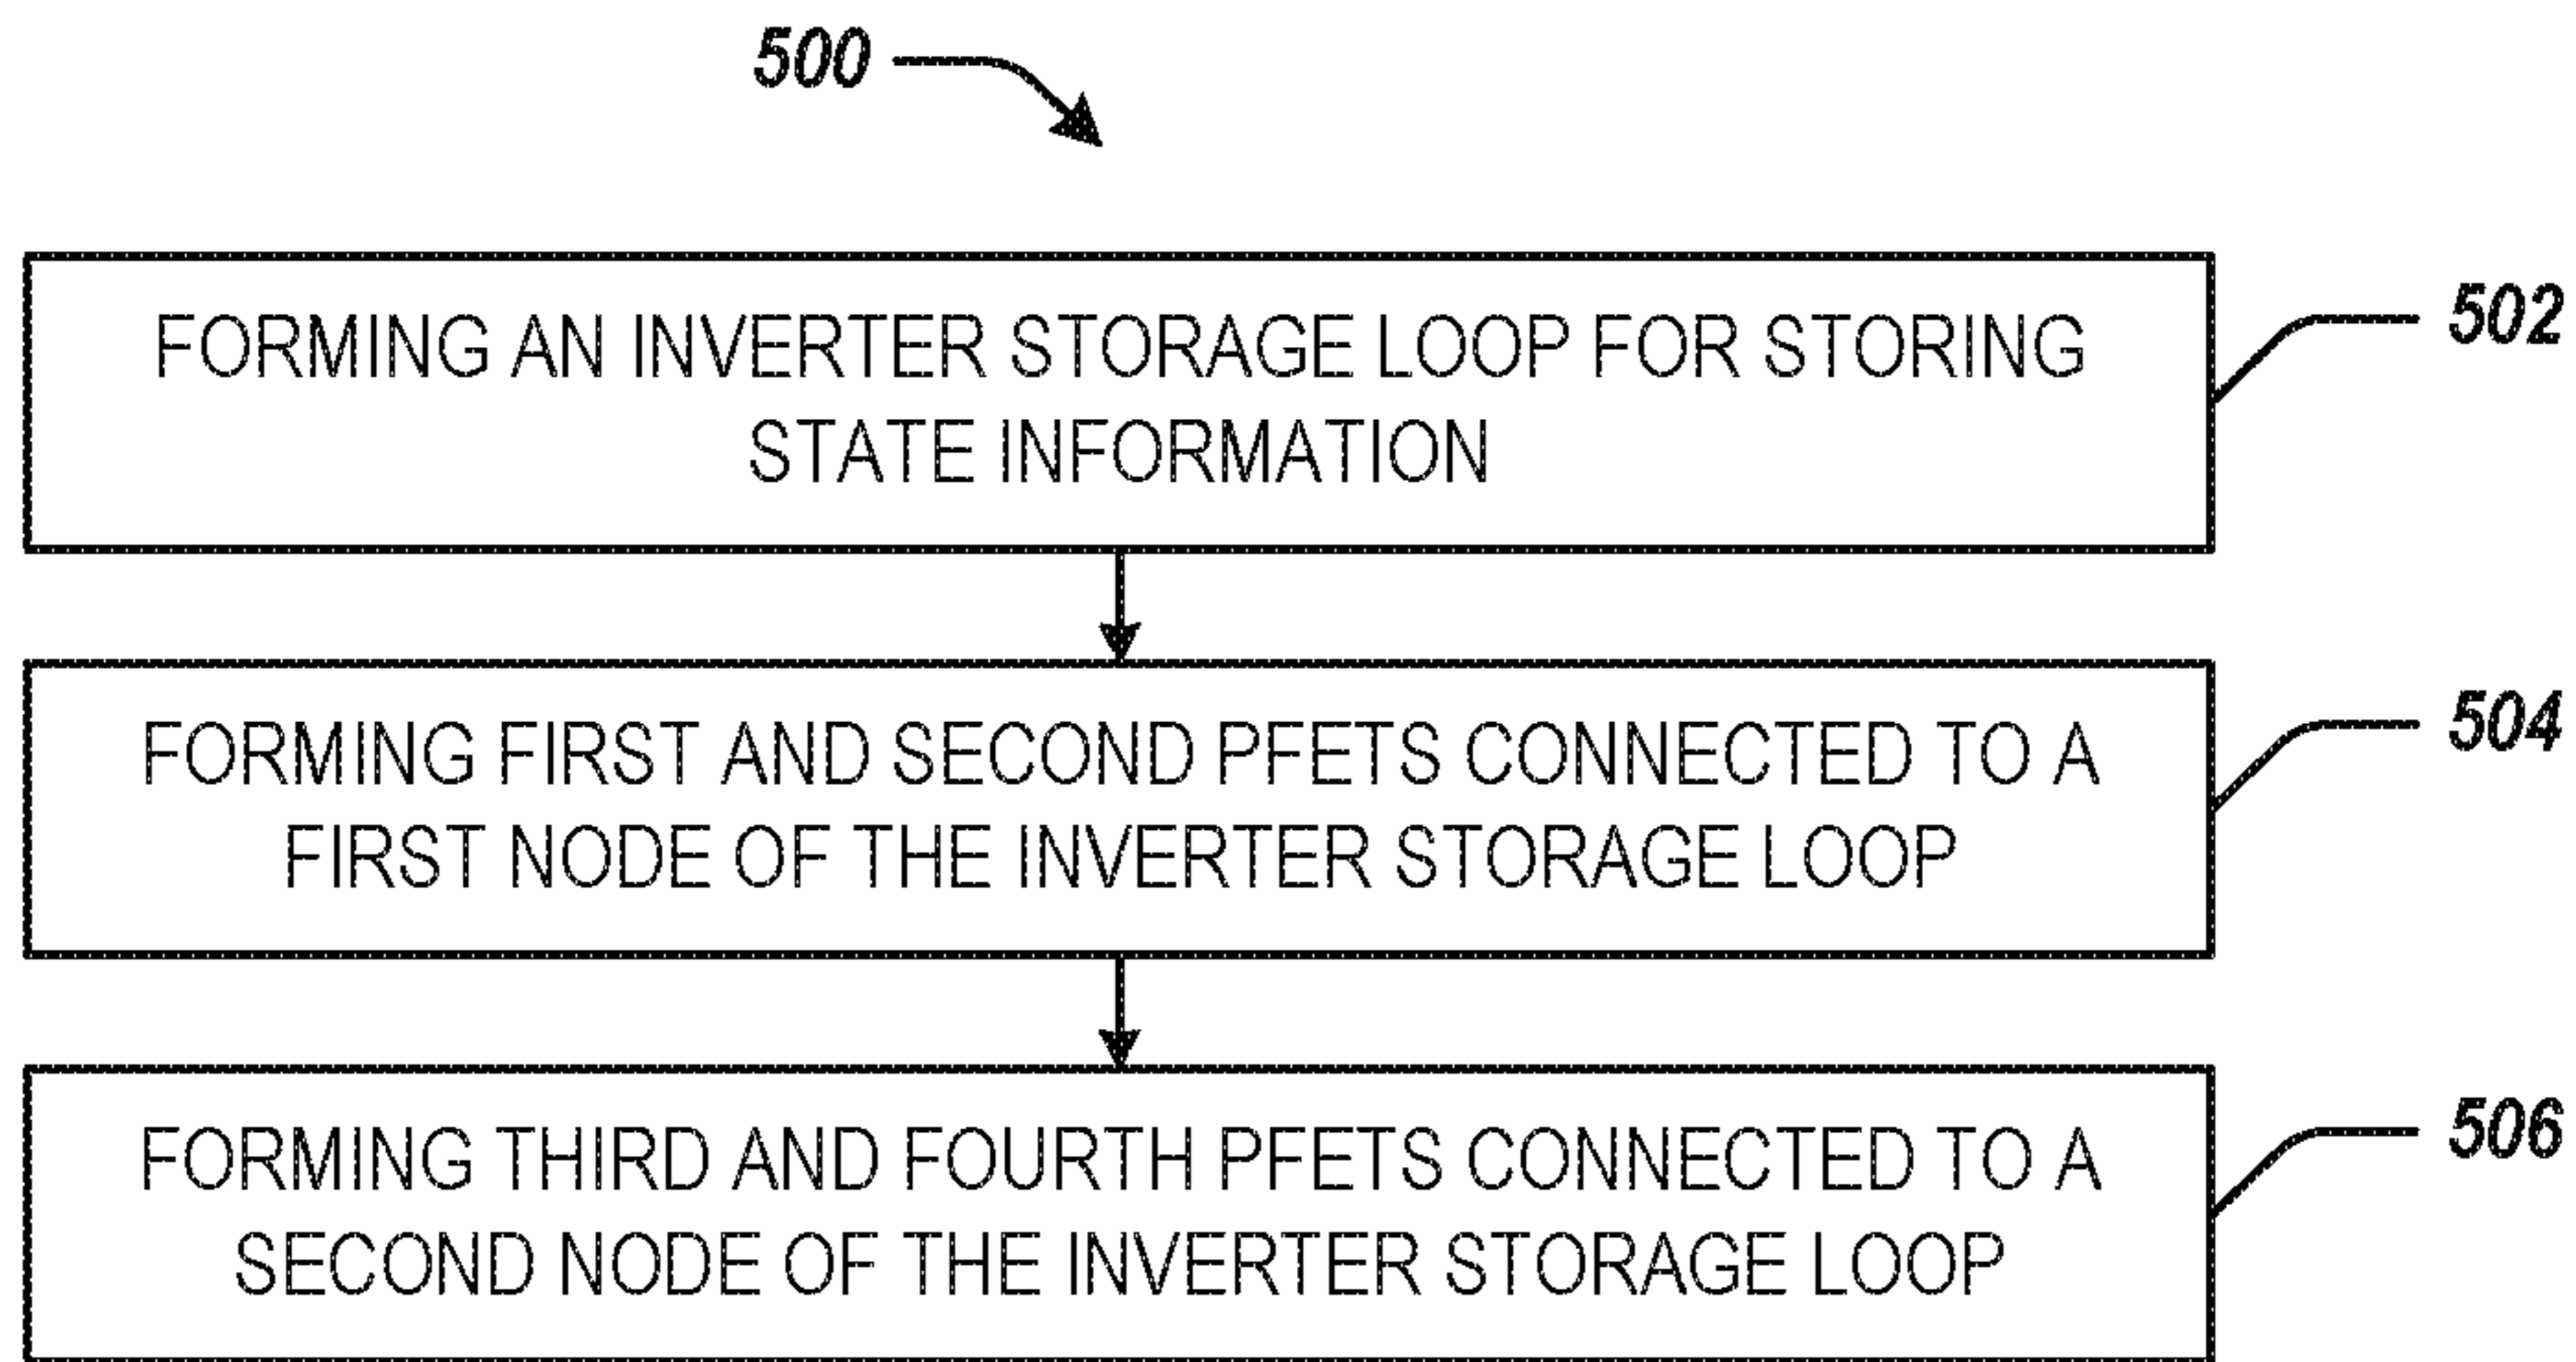 500
FORMING AN INVERTER STORAGE LOOP FOR STORING
STATE INFORMATION
502
FORMING FIRST AND SECOND PFETS CONNECTED TO A
FIRST NODE OF THE INVERTER STORAGE LOOP
504
FORMING THIRD AND FOURTH PFETS CONNECTED TO A
SECOND NODE OF THE INVERTER STORAGE LOOP
506